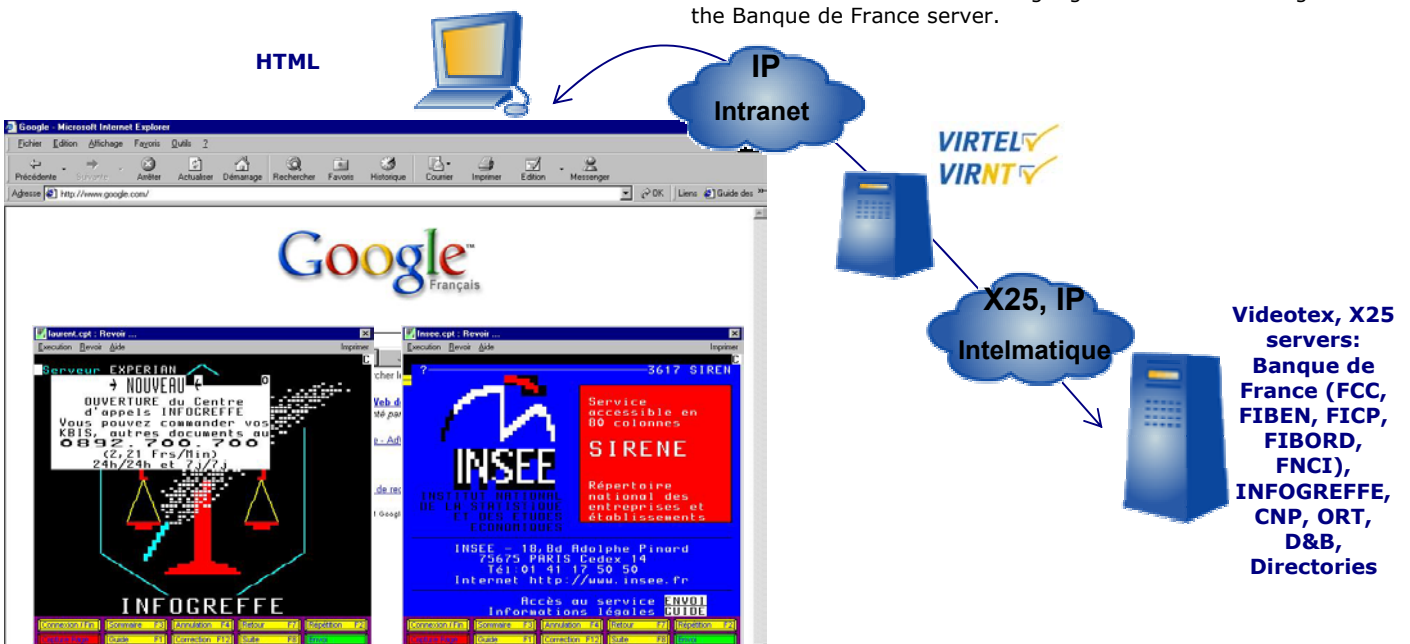 the Banque de France server.
HTML
IP
Intranet
VIRTEL
VIRNT
X25, IP
Intelmatique
Videotex, X25
servers:
Banque de
France (FCC,
FIBEN, FICP,
FIBORD,
FNCI),
INFOGREFFE,
CNP, ORT,
D&B,
Directories
Google - Microsoft Internet Explorer
Fichier Edition Affichage Favoris Outils ?
Précédente Suivante Arrêter Actualiser Démarrage Rechercher Favoris Historique Courrier Imprimer Edition Messenger
Adresse http://www.google.com/ OK Liens Guide des
Google™
Français
laurent.cpt : Revoir ...
Execution Revoir Aide Imprimer
C
Serveur EXPERIAN
→ NOUVEAU ←
OUVERTURE du Centre
d'appels INFOGREFFE
Vous pouvez commander vos
KBIS, autres documents au
0892.700.700
(2,21 Frs/Min)
24h/24h et 7j/7j
INFOGREFFE
Connexion / Fin Sommaire F3 Annulation F4 Retour F7 Répétition F2
Capture Page Guide F1 Correction F12 Suite F8 Envoi
Insee.cpt : Revoir ...
Execution Revoir Aide Imprimer
C
? 3617 SIREN
Service
accessible en
80 colonnes
SIRENE
Répertoire
national des
entreprises et
établissements
INSEE
INSTITUT NATIONAL
DE LA STATISTIQUE
ET DES ETUDES
ECONOMIQUES
INSEE - 18,Bd Adolphe Pinard
75675 PARIS Cedex 14
Tél:01 41 17 50 50
Internet http://www.insee.fr
Accès au service ENVOI
Informations légales GUIDE
Connexion / Fin Sommaire F3 Annulation F4 Retour F7 Répétition F2
Capture Page Guide F1 Correction F12 Suite F8 Envoi